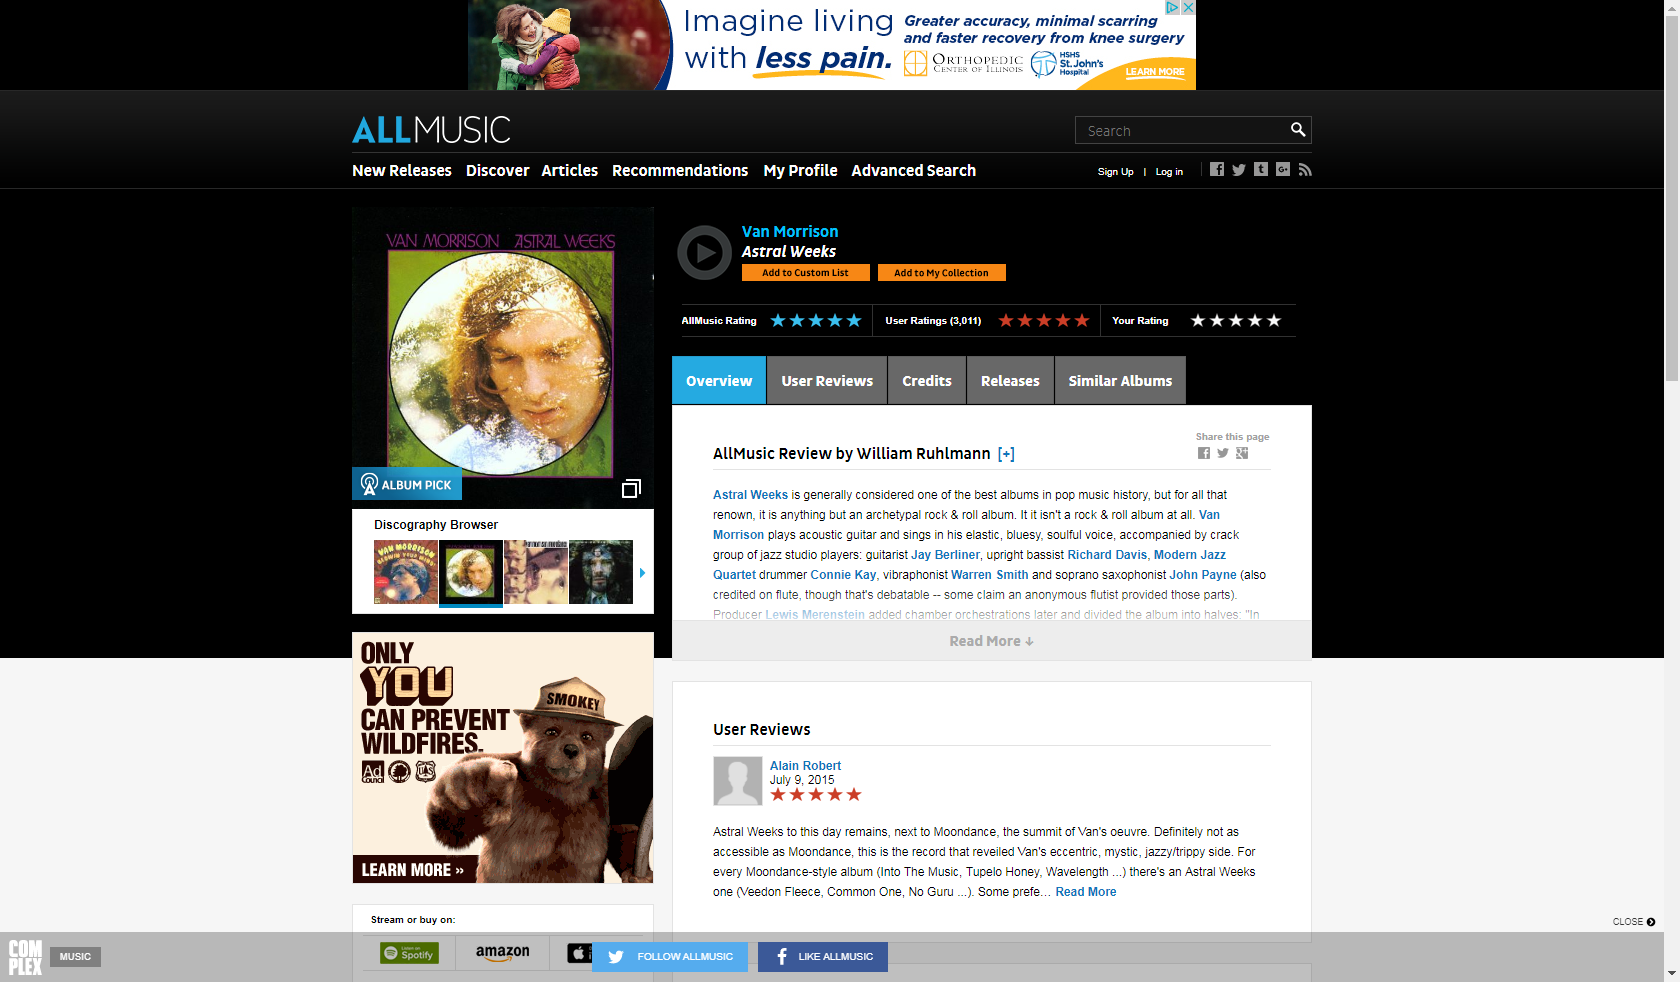 Imagine living
with less pain.
Greater accuracy, minimal scarring
and faster recovery from knee surgery
ORTHOPEDIC
CENTER OF ILLINOIS
HSHS
St. John's
Hospital
LEARN MORE
ALLMUSIC
Search
New Releases Discover Articles Recommendations My Profile Advanced Search
Sign Up | Log in
VAN MORRISON ASTRAL WEEKS
ALBUM PICK
Van Morrison
Astral Weeks
Add to Custom List Add to My Collection
AllMusic Rating User Ratings (3,011) Your Rating
Overview User Reviews Credits Releases Similar Albums
Share this page
AllMusic Review by William Ruhlmann [+]
Astral Weeks is generally considered one of the best albums in pop music history, but for all that
renown, it is anything but an archetypal rock & roll album. It it isn't a rock & roll album at all. Van
Morrison plays acoustic guitar and sings in his elastic, bluesy, soulful voice, accompanied by crack
group of jazz studio players: guitarist Jay Berliner, upright bassist Richard Davis, Modern Jazz
Quartet drummer Connie Kay, vibraphonist Warren Smith and soprano saxophonist John Payne (also
credited on flute, though that's debatable -- some claim an anonymous flutist provided those parts).
Producer Lewis Merenstein added chamber orchestrations later and divided the album into halves: "In
Read More ↓
Discography Browser
VAN MORRISON
BLOWIN' YOUR MIND
ONLY
YOU
CAN PREVENT
WILDFIRES.
SMOKEY
Ad
Council
LEARN MORE »
User Reviews
Alain Robert
July 9, 2015
Astral Weeks to this day remains, next to Moondance, the summit of Van's oeuvre. Definitely not as
accessible as Moondance, this is the record that reveiled Van's eccentric, mystic, jazzy/trippy side. For
every Moondance-style album (Into The Music, Tupelo Honey, Wavelength ...) there's an Astral Weeks
one (Veedon Fleece, Common One, No Guru ...). Some prefe... Read More
Stream or buy on:
Listen on
Spotify
amazon
CLOSE
COMPLEX
MUSIC
FOLLOW ALLMUSIC
LIKE ALLMUSIC